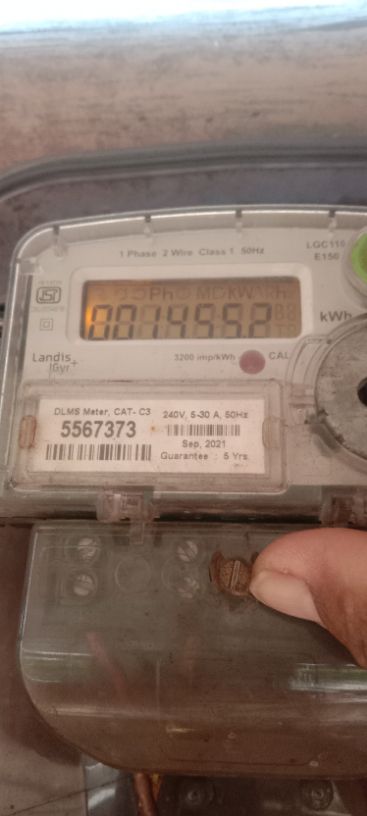 LGC110
E150
1 Phase 2 Wire Class 1 50Hz
kWh
Landis
Gyr+
3200 imp/kWh
CAL
DLMS Meter, CAT- C3
240V, 5-30 A, 50Hz
5567373
Sep, 2021
Guarantee : 5 Yrs.